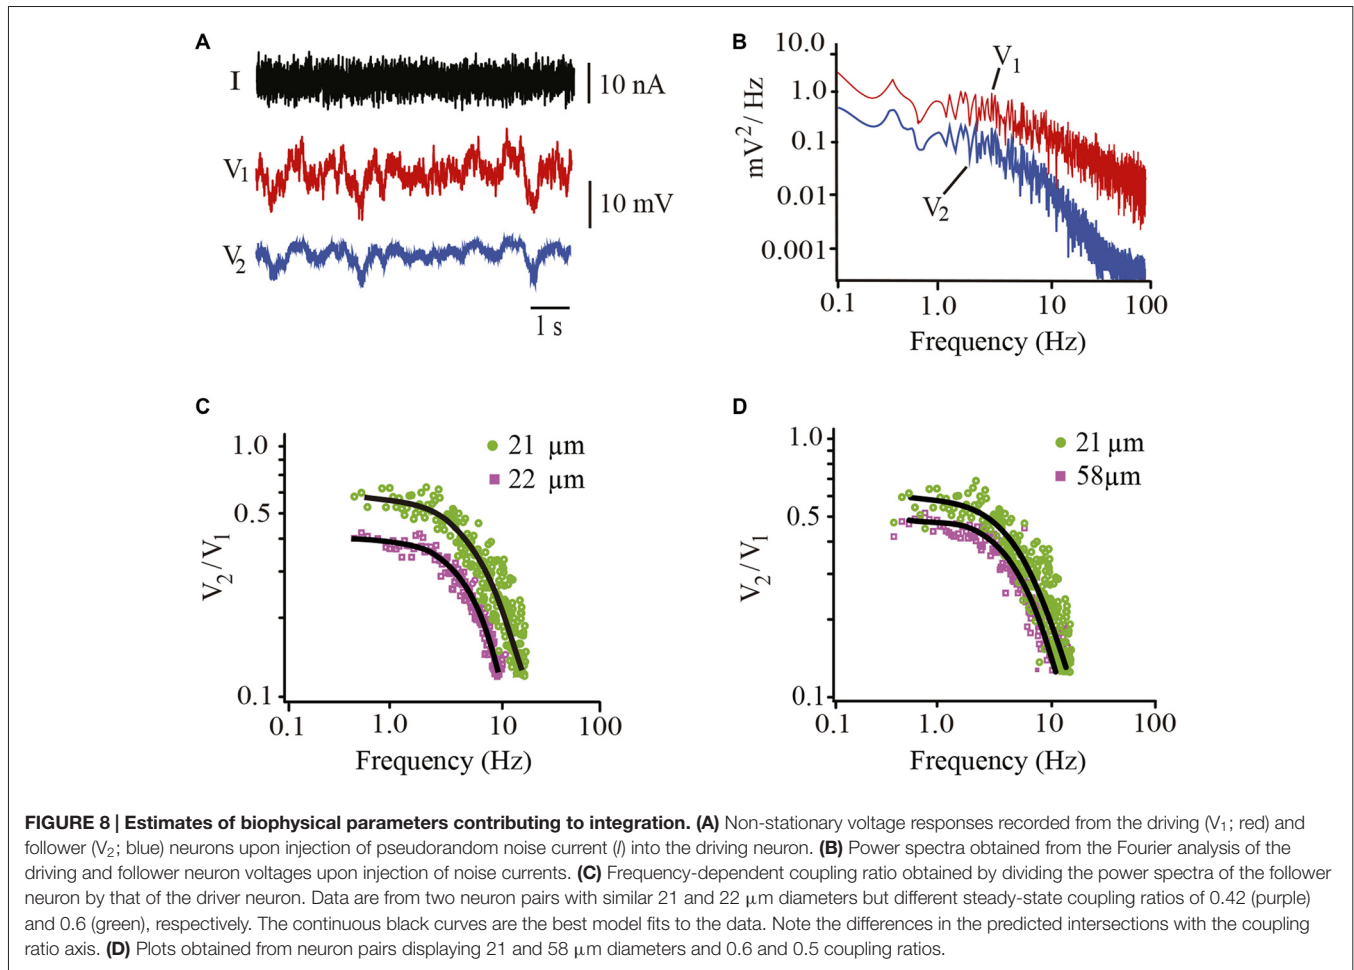 A
I
10 nA
V1
10 mV
V2
1 s
B
10.0
1.0
0.1
0.01
0.001
mV2/Hz
V1
V2
0.1 1.0 10 100
Frequency (Hz)
C
1.0
0.5
0.1
V2/V1
21 μm
22 μm
0.1 1.0 10 100
Frequency (Hz)
D
1.0
0.5
0.1
V2/V1
21 μm
58μm
0.1 1.0 10 100
Frequency (Hz)
FIGURE 8 | Estimates of biophysical parameters contributing to integration. (A) Non-stationary voltage responses recorded from the driving (V1; red) and
follower (V2; blue) neurons upon injection of pseudorandom noise current (I) into the driving neuron. (B) Power spectra obtained from the Fourier analysis of the
driving and follower neuron voltages upon injection of noise currents. (C) Frequency-dependent coupling ratio obtained by dividing the power spectra of the follower
neuron by that of the driver neuron. Data are from two neuron pairs with similar 21 and 22 μm diameters but different steady-state coupling ratios of 0.42 (purple)
and 0.6 (green), respectively. The continuous black curves are the best model fits to the data. Note the differences in the predicted intersections with the coupling
ratio axis. (D) Plots obtained from neuron pairs displaying 21 and 58 μm diameters and 0.6 and 0.5 coupling ratios.